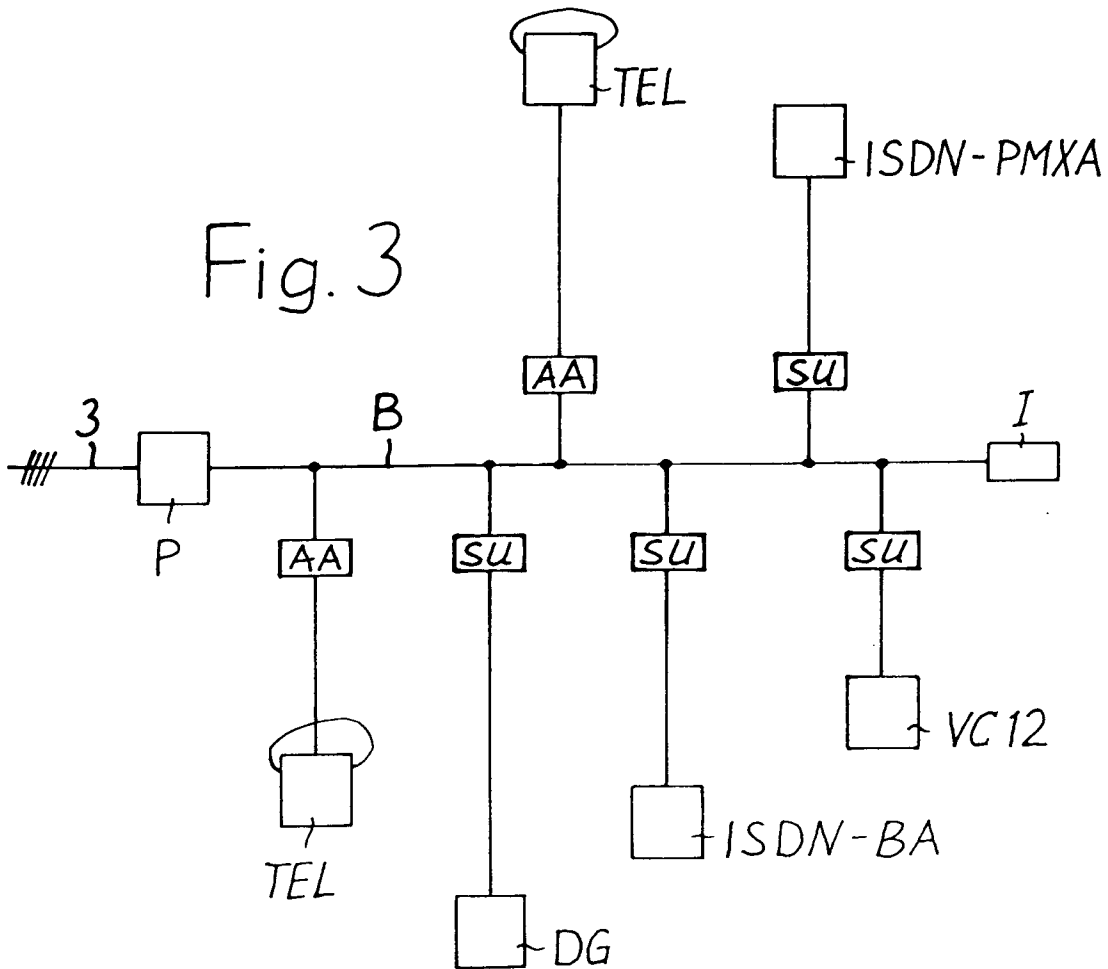 TEL
ISDN-PMXA
Fig. 3
AA
SU
3
B
I
P
AA
SU
SU
SU
VC12
TEL
ISDN-BA
DG